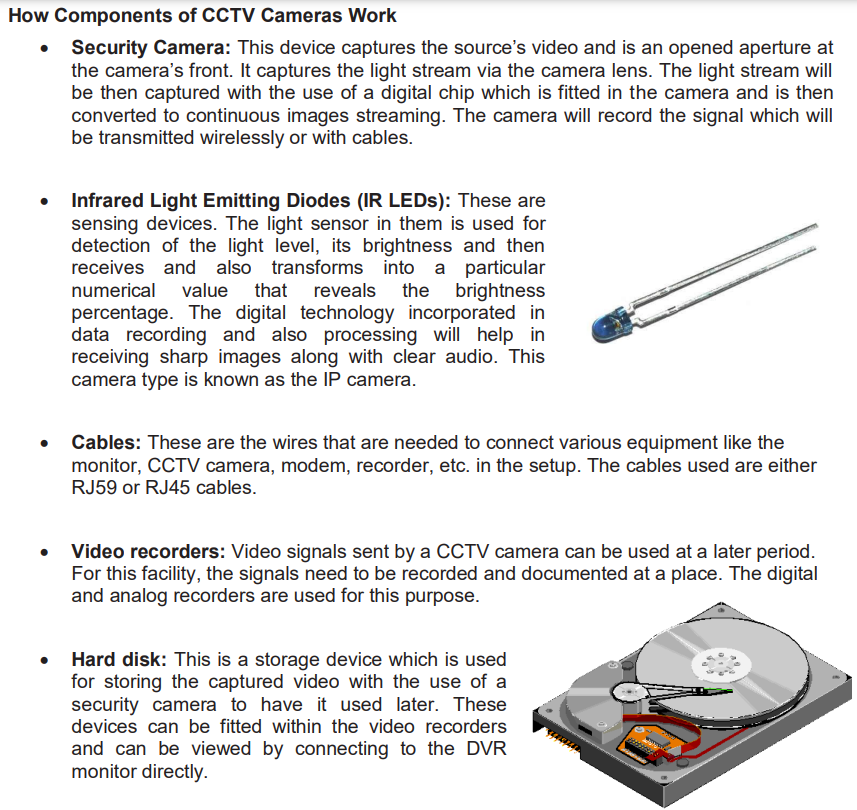 How Components of CCTV Cameras Work
• Security Camera: This device captures the source's video and is an opened aperture at
the camera's front. It captures the light stream via the camera lens. The light stream will
be then captured with the use of a digital chip which is fitted in the camera and is then
converted to continuous images streaming. The camera will record the signal which will
be transmitted wirelessly or with cables.
• Infrared Light Emitting Diodes (IR LEDs): These are
sensing devices. The light sensor in them is used for
detection of the light level, its brightness and then
receives and also transforms into a particular
numerical value that reveals the brightness
percentage. The digital technology incorporated in
data recording and also processing will help in
receiving sharp images along with clear audio. This
camera type is known as the IP camera.
• Cables: These are the wires that are needed to connect various equipment like the
monitor, CCTV camera, modem, recorder, etc. in the setup. The cables used are either
RJ59 or RJ45 cables.
• Video recorders: Video signals sent by a CCTV camera can be used at a later period.
For this facility, the signals need to be recorded and documented at a place. The digital
and analog recorders are used for this purpose.
• Hard disk: This is a storage device which is used
for storing the captured video with the use of a
security camera to have it used later. These
devices can be fitted within the video recorders
and can be viewed by connecting to the DVR
monitor directly.